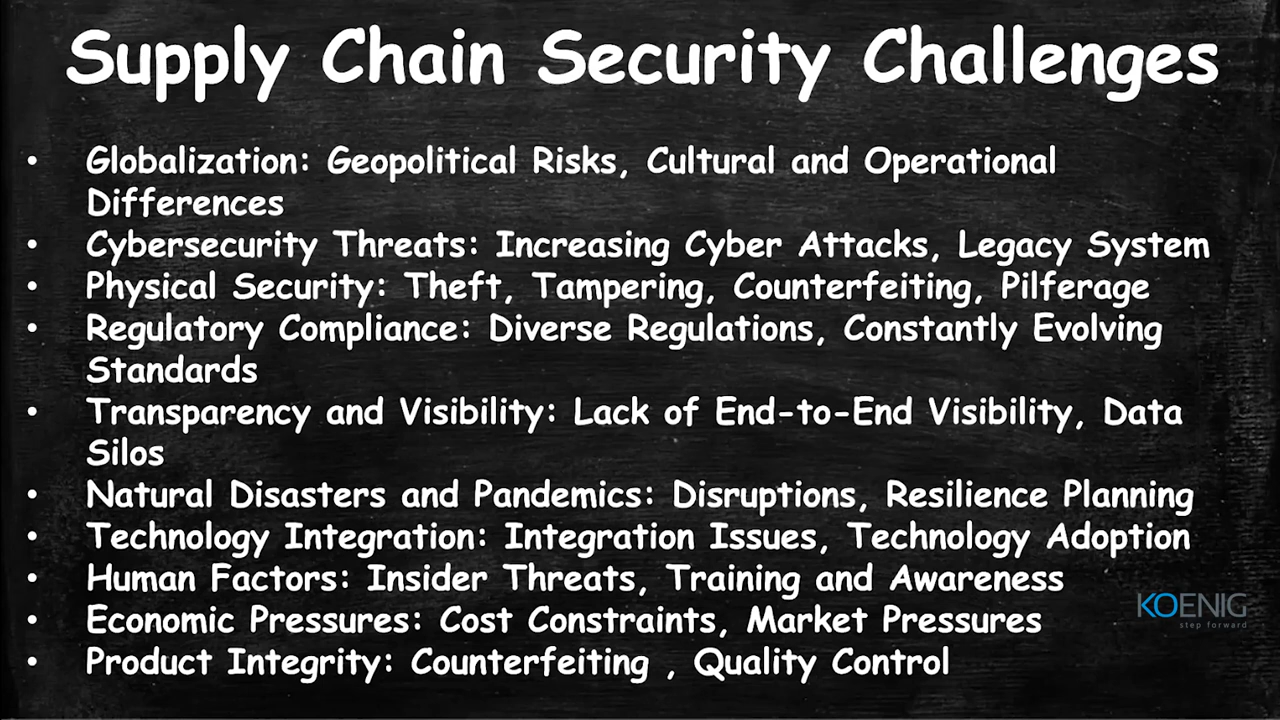 Supply Chain Security Challenges
• Globalization: Geopolitical Risks, Cultural and Operational
Differences
• Cybersecurity Threats: Increasing Cyber Attacks, Legacy System
• Physical Security: Theft, Tampering, Counterfeiting, Pilferage
• Regulatory Compliance: Diverse Regulations, Constantly Evolving
Standards
• Transparency and Visibility: Lack of End-to-End Visibility, Data
Silos
• Natural Disasters and Pandemics: Disruptions, Resilience Planning
• Technology Integration: Integration Issues, Technology Adoption
• Human Factors: Insider Threats, Training and Awareness
• Economic Pressures: Cost Constraints, Market Pressures
• Product Integrity: Counterfeiting , Quality Control
KOENIG
step forward